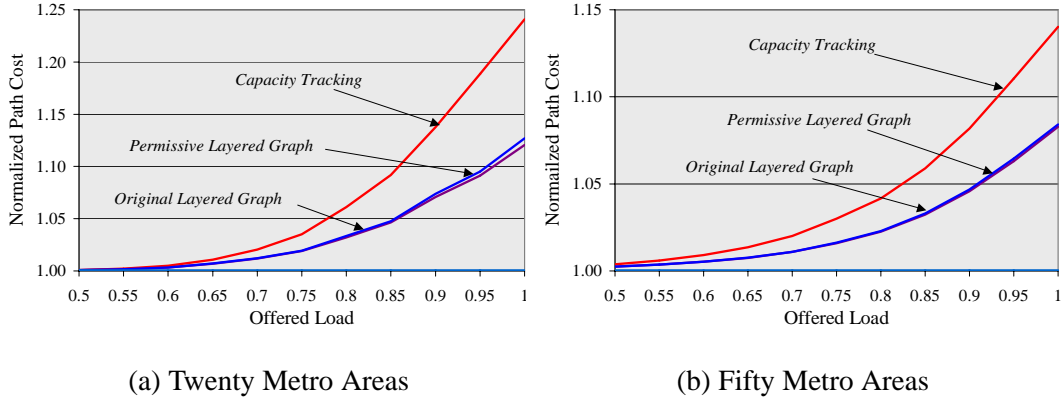 1.25
1.20
1.15
1.10
1.05
1.00
Normalized Path Cost
Capacity Tracking
Permissive Layered Graph
Original Layered Graph
0.5 0.55 0.6 0.65 0.7 0.75 0.8 0.85 0.9 0.95 1
Offered Load
(a) Twenty Metro Areas
1.15
1.10
1.05
1.00
Normalized Path Cost
Capacity Tracking
Permissive Layered Graph
Original Layered Graph
0.5 0.55 0.6 0.65 0.7 0.75 0.8 0.85 0.9 0.95 1
Offered Load
(b) Fifty Metro Areas